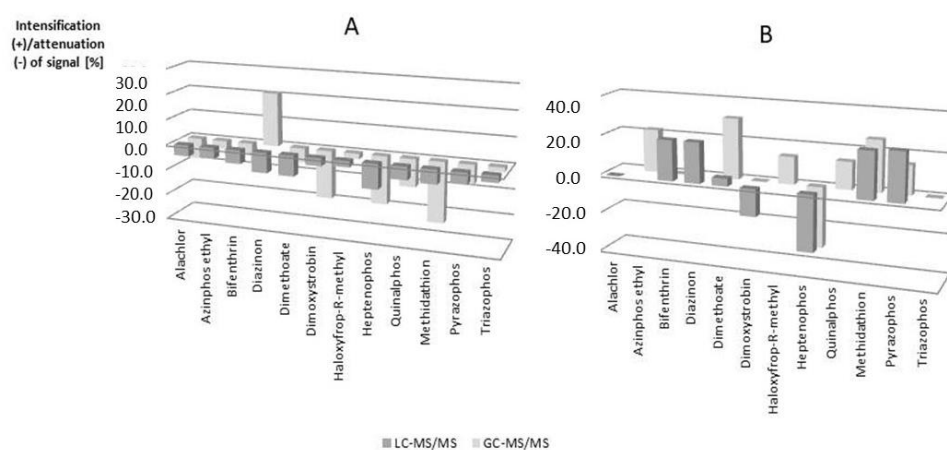 Intensification
(+)/attenuation
(-) of signal [%]
A
B
30.0
20.0
10.0
0.0
-10.0
-20.0
-30.0
Alachlor
Azinphos ethyl
Bifenthrin
Diazinon
Dimethoate
Dimoxystrobin
Haloxyfrop-R-methyl
Heptenophos
Quinalphos
Methidathion
Pyrazophos
Triazophos
40.0
20.0
0.0
-20.0
-40.0
Alachlor
Azinphos ethyl
Bifenthrin
Diazinon
Dimethoate
Dimoxystrobin
Haloxyfrop-R-methyl
Heptenophos
Quinalphos
Methidathion
Pyrazophos
Triazophos
LC-MS/MS
GC-MS/MS